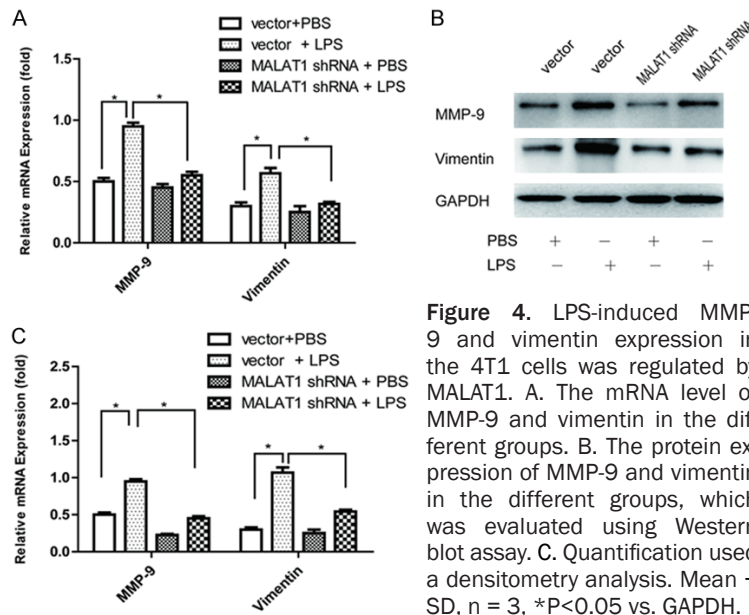 A
vector+PBS
vector + LPS
MALAT1 shRNA + PBS
MALAT1 shRNA + LPS
Relative mRNA Expression (fold)
1.5
1.0
0.5
0.0
* * * *
MMP-9 Vimentin
B
vector vector MALAT1 shRNA MALAT1 shRNA
MMP-9
Vimentin
GAPDH
PBS + − + −
LPS − + − +
C
vector+PBS
vector + LPS
MALAT1 shRNA + PBS
MALAT1 shRNA + LPS
Relative mRNA Expression (fold)
2.5
2.0
1.5
1.0
0.5
0.0
* * * *
MMP-9 Vimentin
Figure 4. LPS-induced MMP-
9 and vimentin expression in
the 4T1 cells was regulated by
MALAT1. A. The mRNA level o
MMP-9 and vimentin in the dif
ferent groups. B. The protein ex
pression of MMP-9 and vimentin
in the different groups, which
was evaluated using Western
blot assay. C. Quantification used
a densitometry analysis. Mean
SD, n = 3, *P<0.05 vs. GAPDH.